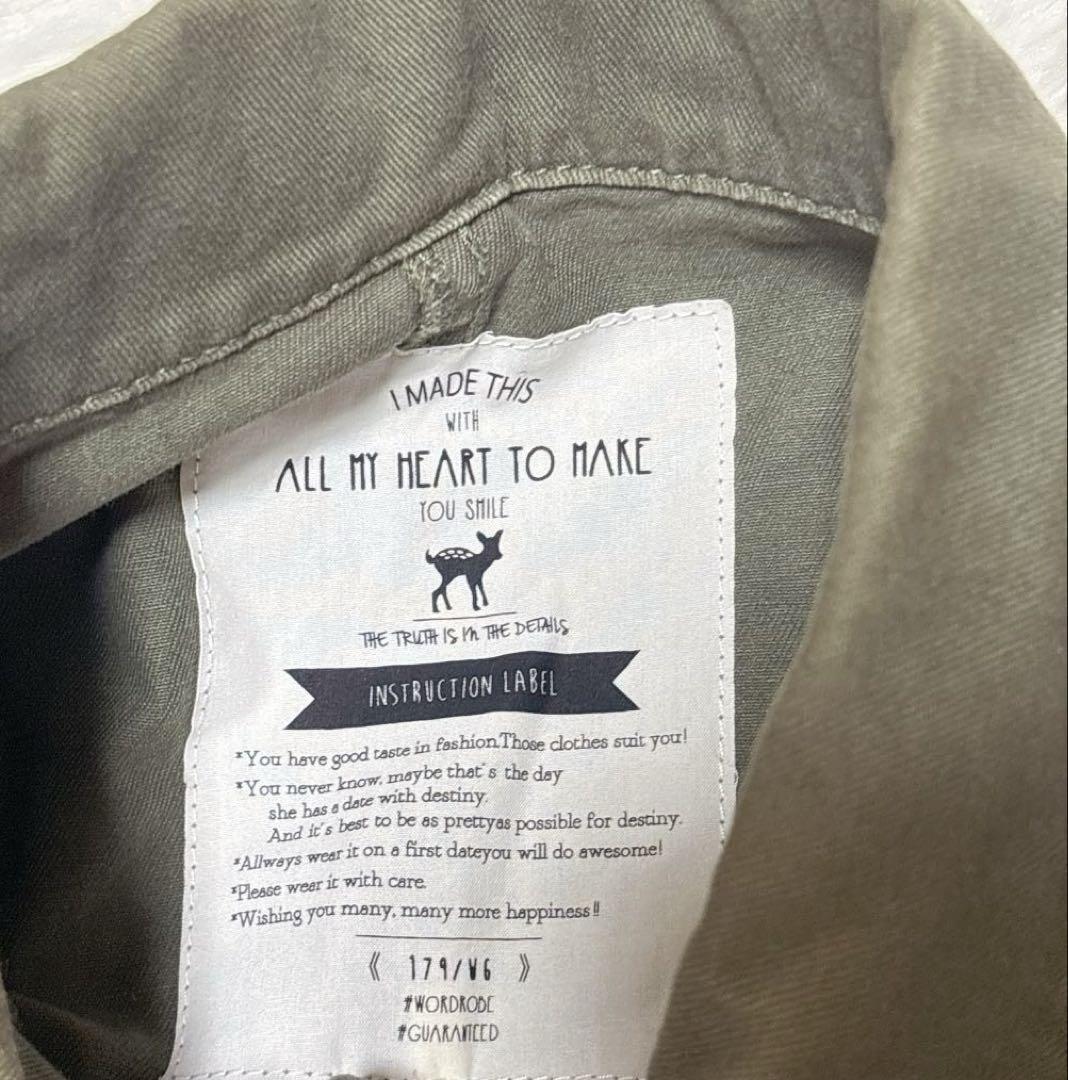 I MADE THIS
WITH
ALL MY HEART TO MAKE
YOU SMILE
THE TRUTH IS IN THE DETAILS
INSTRUCTION LABEL
*You have good taste in fashion.Those clothes suit you!
*You never know, maybe that's the day
she has a date with destiny.
And it's best to be as prettyas possible for destiny.
*Allways wear it on a first dateyou will do awesome!
*Please wear it with care.
*Wishing you many, many more happiness!!
《 179/V6 》
#WORDROBE
#GUARANTEED